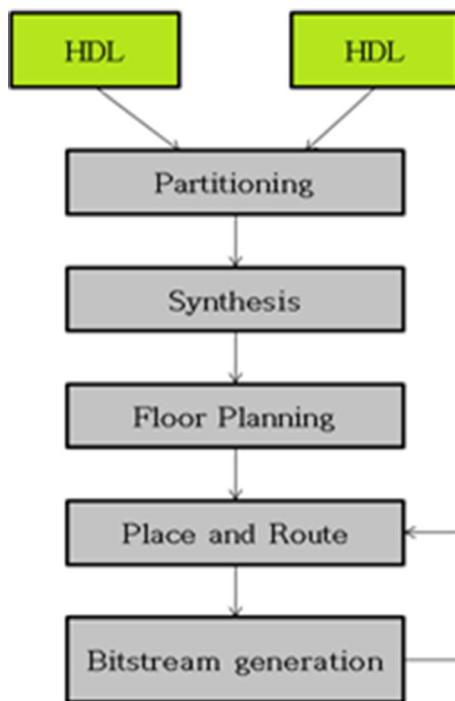 HDL
HDL
Partitioning
Synthesis
Floor Planning
Place and Route
Bitstream generation